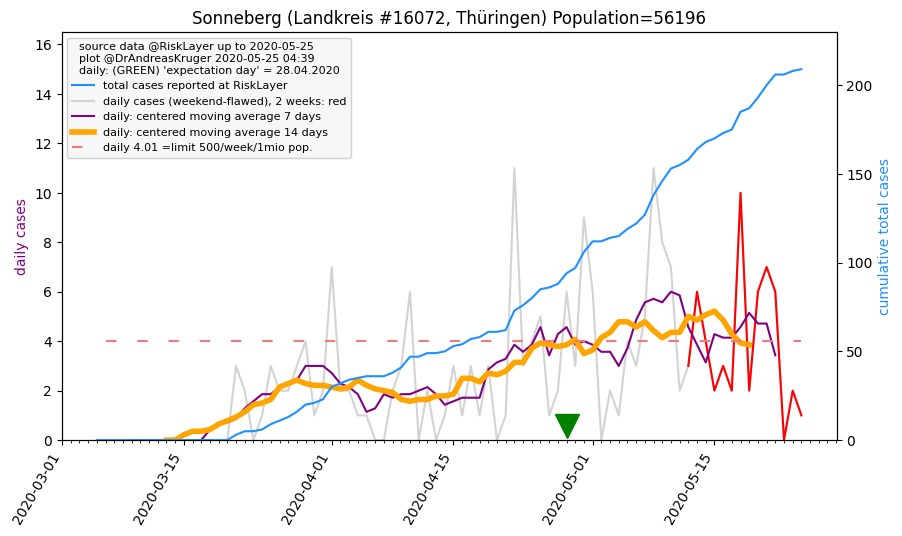 Sonneberg (Landkreis #16072, Thüringen) Population=56196
source data @RiskLayer up to 2020-05-25
plot @DrAndreasKruger 2020-05-25 04:39
daily: (GREEN) 'expectation day' = 28.04.2020
total cases reported at RiskLayer
daily cases (weekend-flawed), 2 weeks: red
daily: centered moving average 7 days
daily: centered moving average 14 days
daily 4.01 =limit 500/week/1mio pop.
daily cases
16
14
12
10
8
6
4
2
0
200
150
100
50
0
cumulative total cases
2020-03-01
2020-03-15
2020-04-01
2020-04-15
2020-05-01
2020-05-15